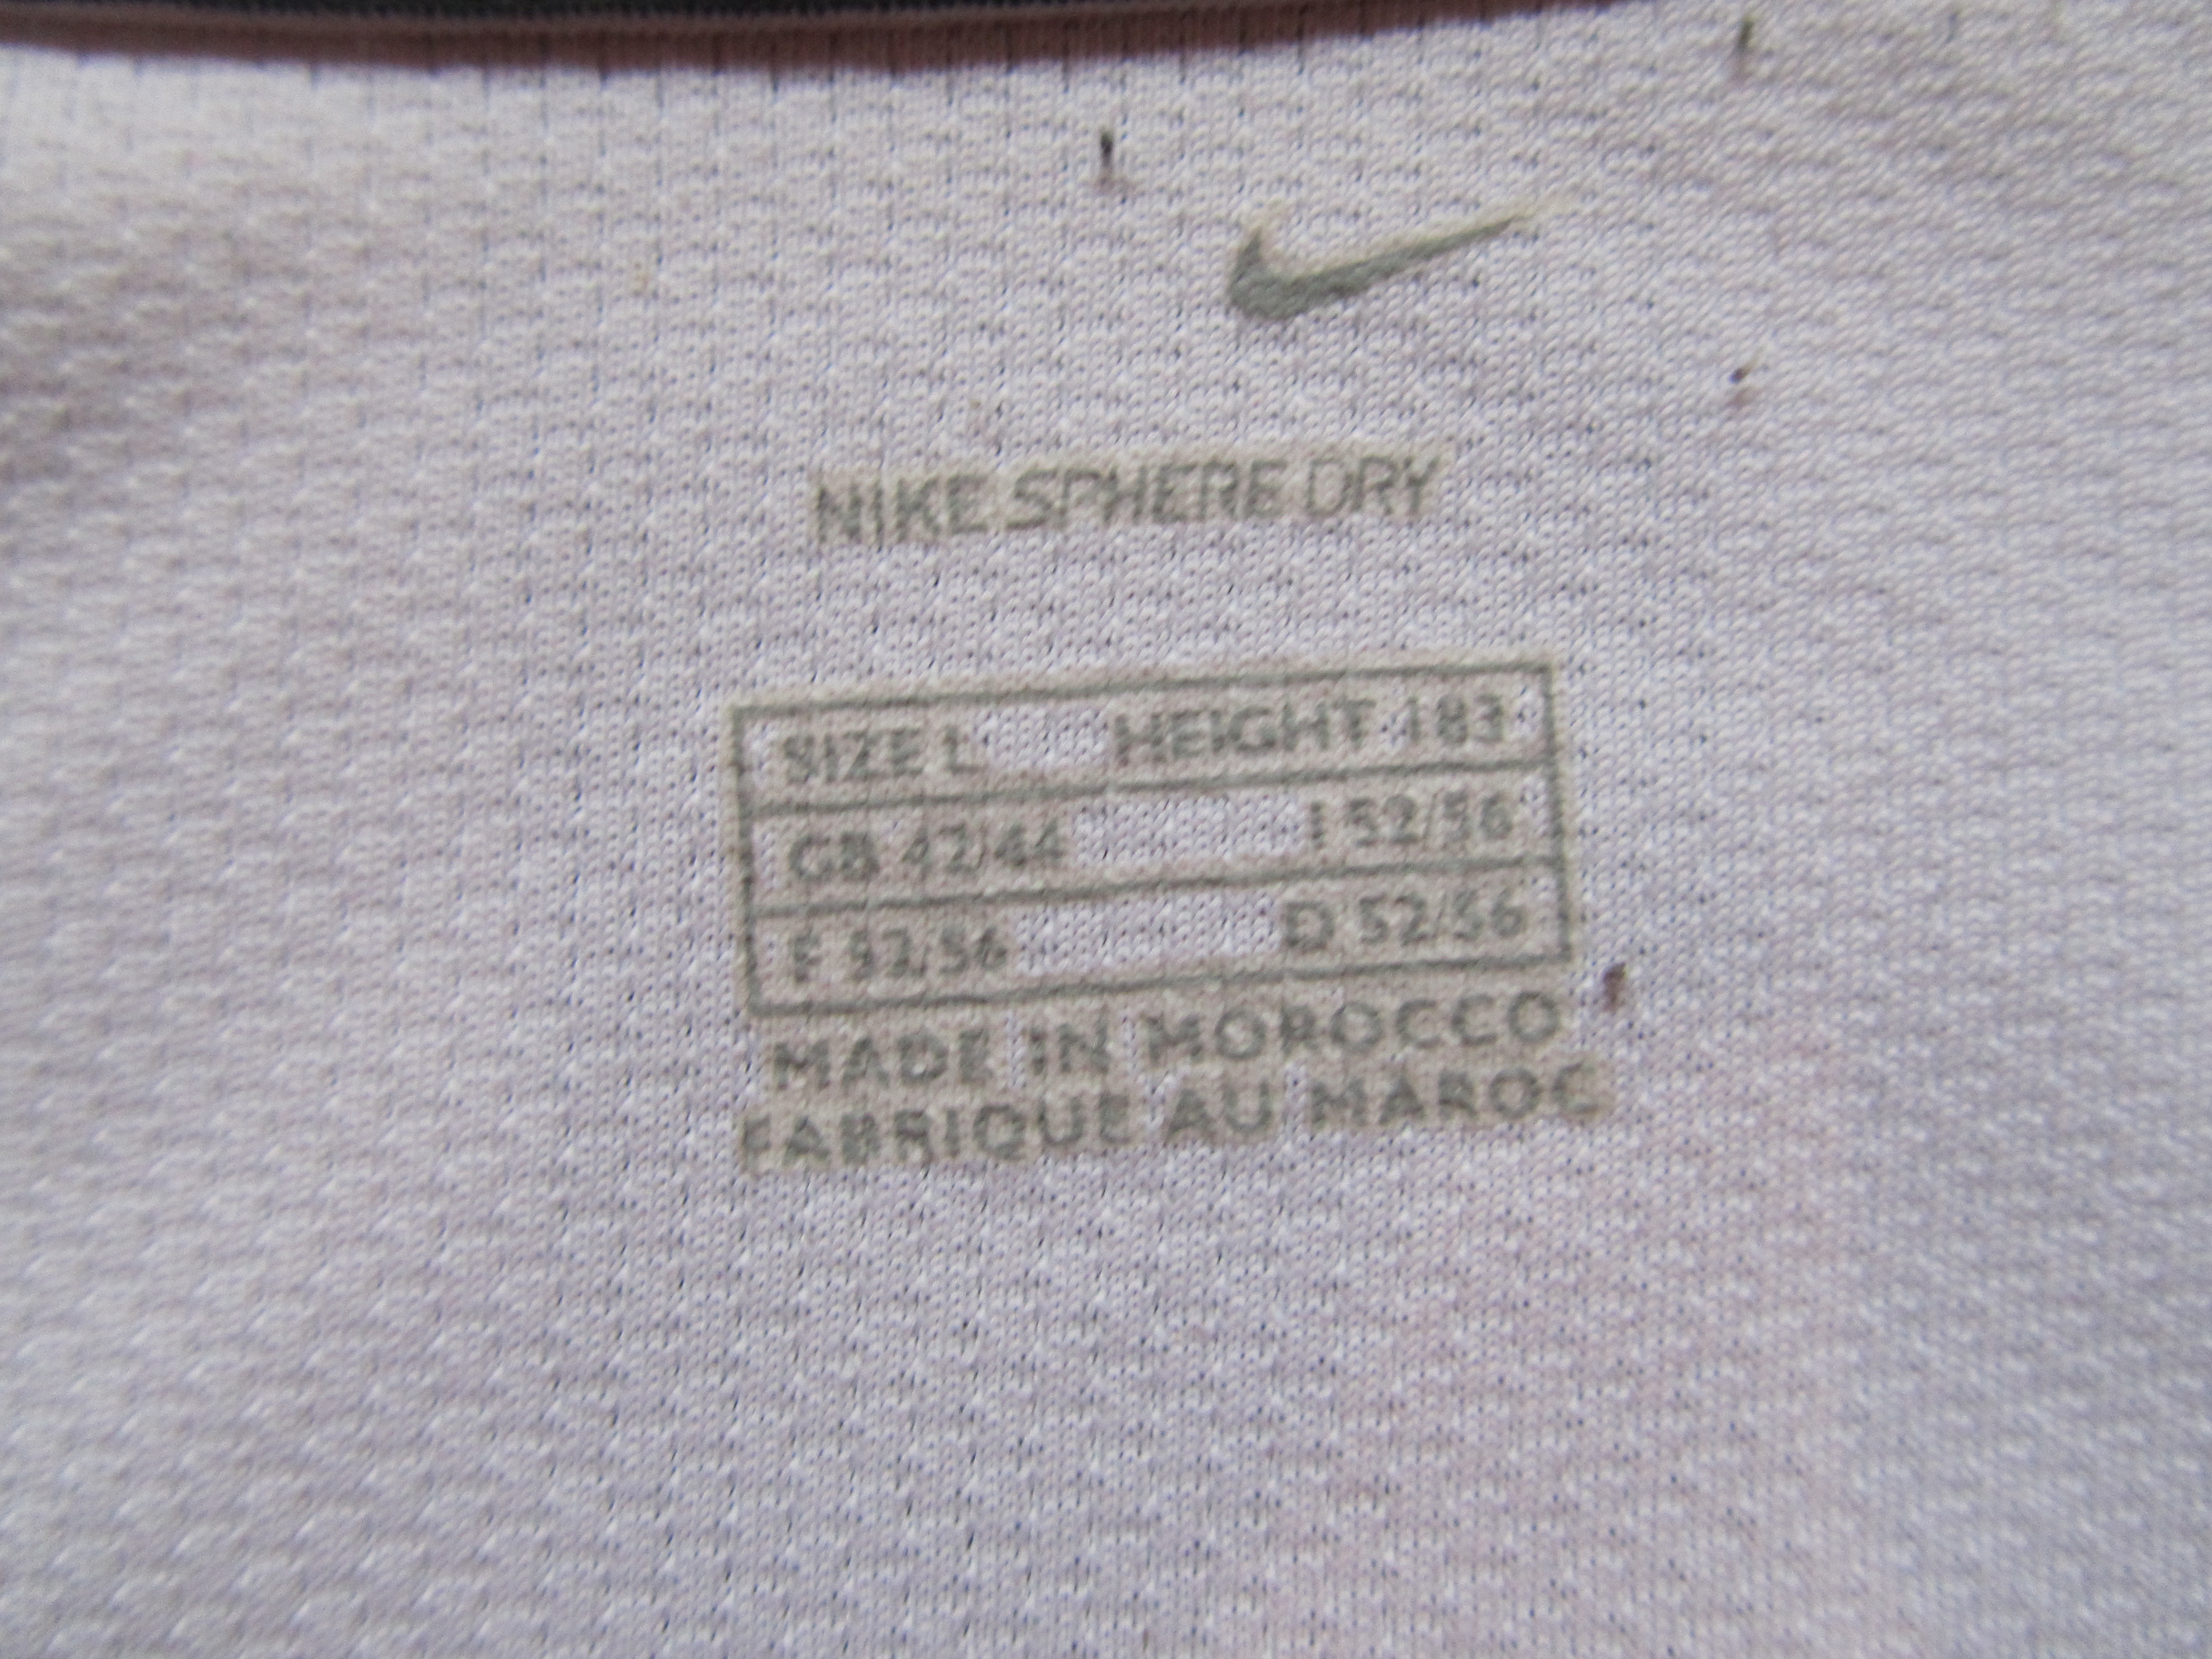 NIKE SPHERE DRY
SIZE L HEIGHT 183
GB 42/44 I 52/56
F 52/56 D 52/56
MADE IN MOROCCO
FABRIQUE AU MAROC